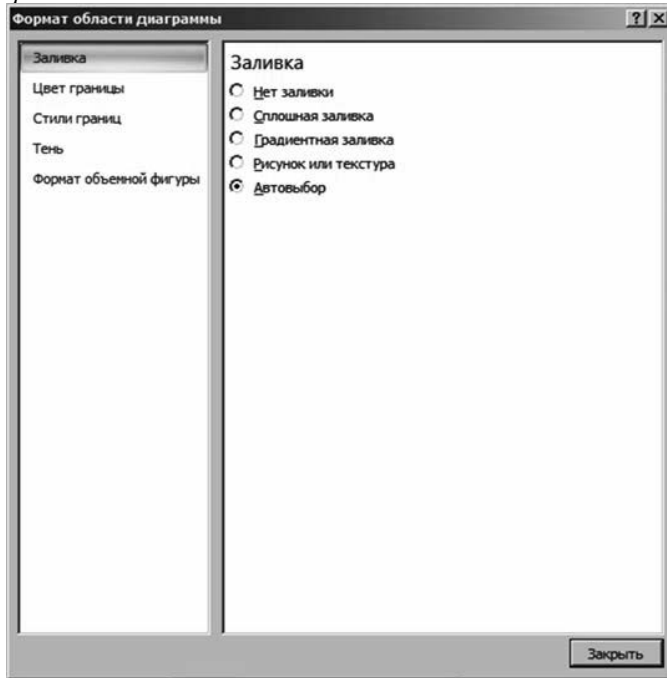 Формат области диаграммы
Заливка
Цвет границы
Стили границ
Тень
Формат объемной фигуры
Заливка
Нет заливки
Сплошная заливка
Градиентная заливка
Рисунок или текстура
Автовыбор
Закрыть